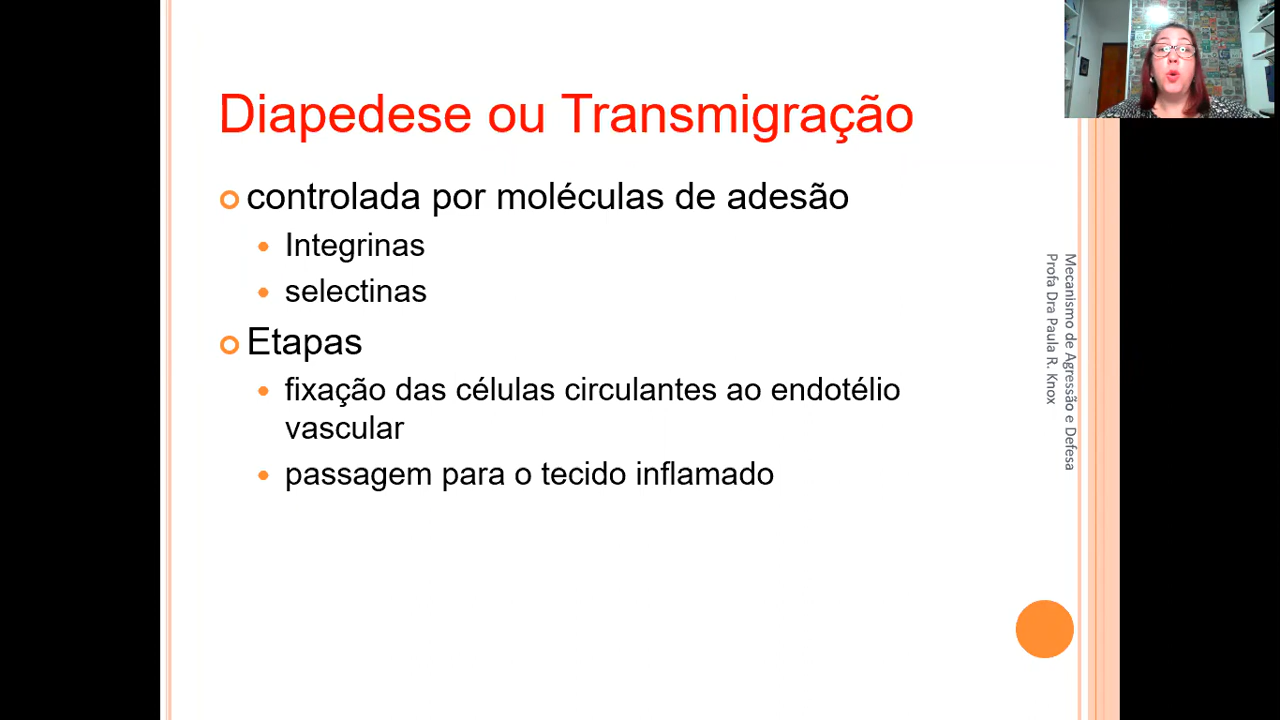 Diapedese ou Transmigração
controlada por moléculas de adesão
Integrinas
selectinas
Etapas
fixação das células circulantes ao endotélio
vascular
passagem para o tecido inflamado
Mecanismo de Agressão e Defesa
Profa Dra Paula R. Knox